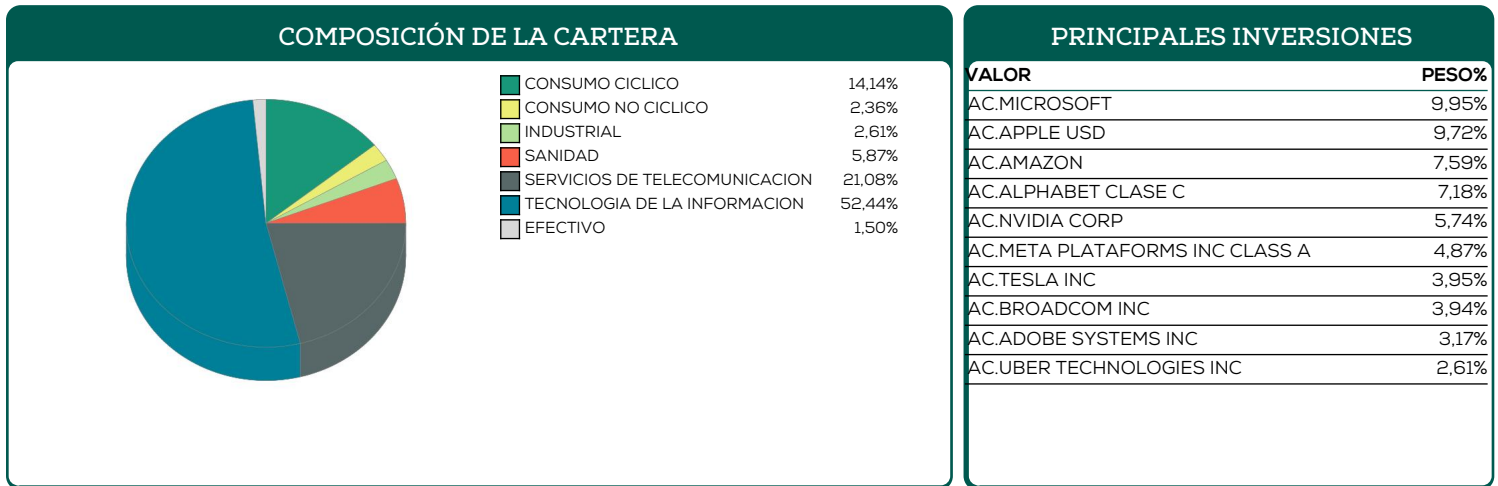 COMPOSICIÓN DE LA CARTERA
CONSUMO CICLICO 14,14%
CONSUMO NO CICLICO 2,36%
INDUSTRIAL 2,61%
SANIDAD 5,87%
SERVICIOS DE TELECOMUNICACION 21,08%
TECNOLOGIA DE LA INFORMACION 52,44%
EFECTIVO 1,50%
PRINCIPALES INVERSIONES
VALOR PESO%
AC.MICROSOFT 9,95%
AC.APPLE USD 9,72%
AC.AMAZON 7,59%
AC.ALPHABET CLASE C 7,18%
AC.NVIDIA CORP 5,74%
AC.META PLATAFORMS INC CLASS A 4,87%
AC.TESLA INC 3,95%
AC.BROADCOM INC 3,94%
AC.ADOBE SYSTEMS INC 3,17%
AC.UBER TECHNOLOGIES INC 2,61%